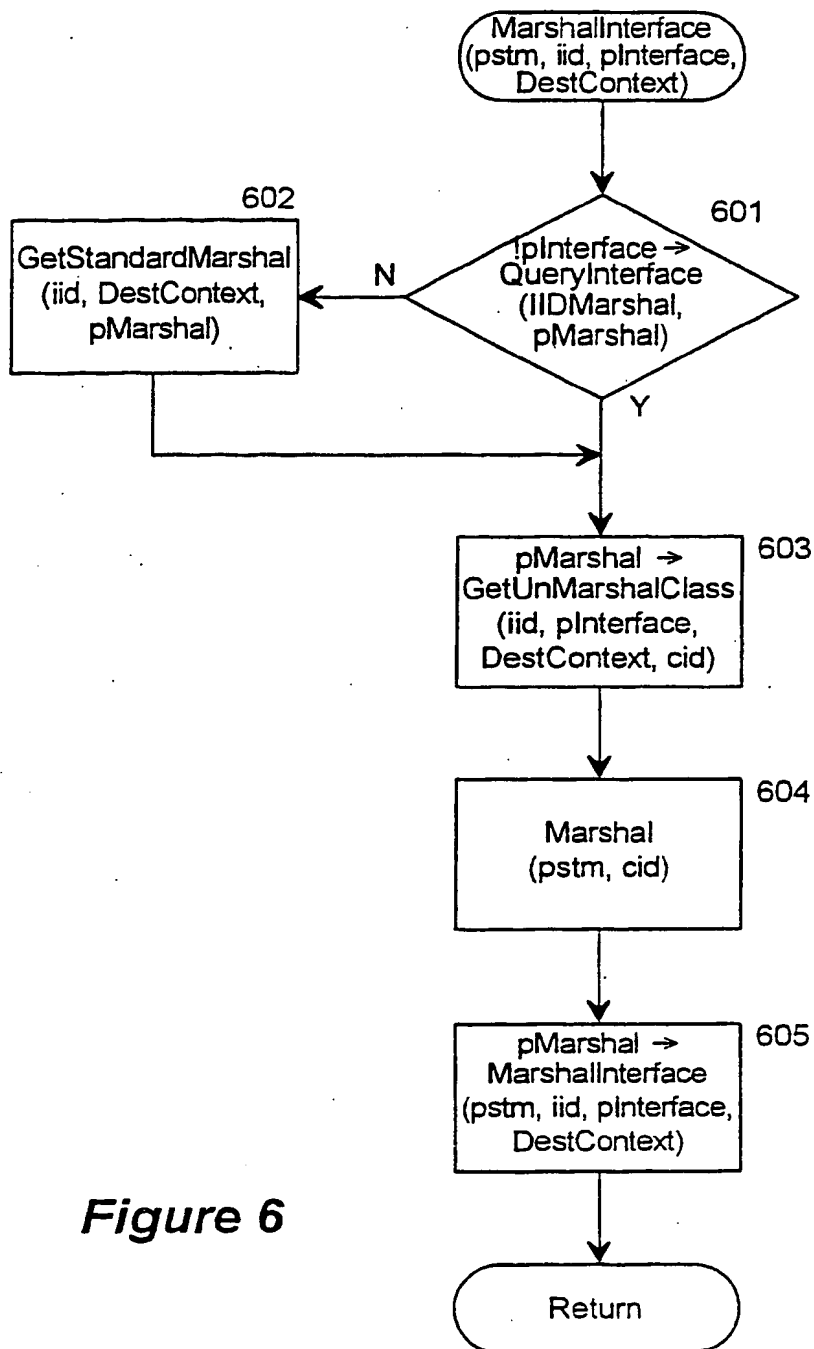 MarshalInterface
(pstm, iid, pInterface,
DestContext)
601
!pInterface →
QueryInterface
(IIDMarshal,
pMarshal)
N
Y
602
GetStandardMarshal
(iid, DestContext,
pMarshal)
603
pMarshal →
GetUnMarshalClass
(iid, pInterface,
DestContext, cid)
604
Marshal
(pstm, cid)
605
pMarshal →
MarshalInterface
(pstm, iid, pInterface,
DestContext)
Return
Figure 6